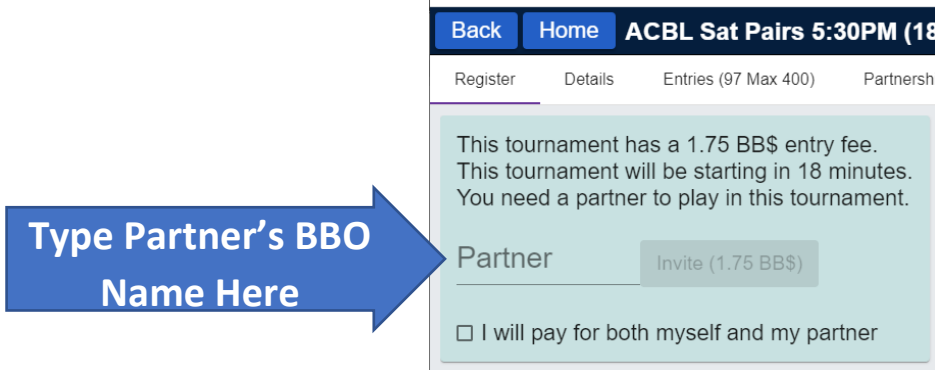 Back Home ACBL Sat Pairs 5:30PM (18
Register Details Entries (97 Max 400) Partnersh
This tournament has a 1.75 BB$ entry fee.
This tournament will be starting in 18 minutes.
You need a partner to play in this tournament.
Type Partner’s BBO
Name Here
Partner Invite (1.75 BB$)
I will pay for both myself and my partner